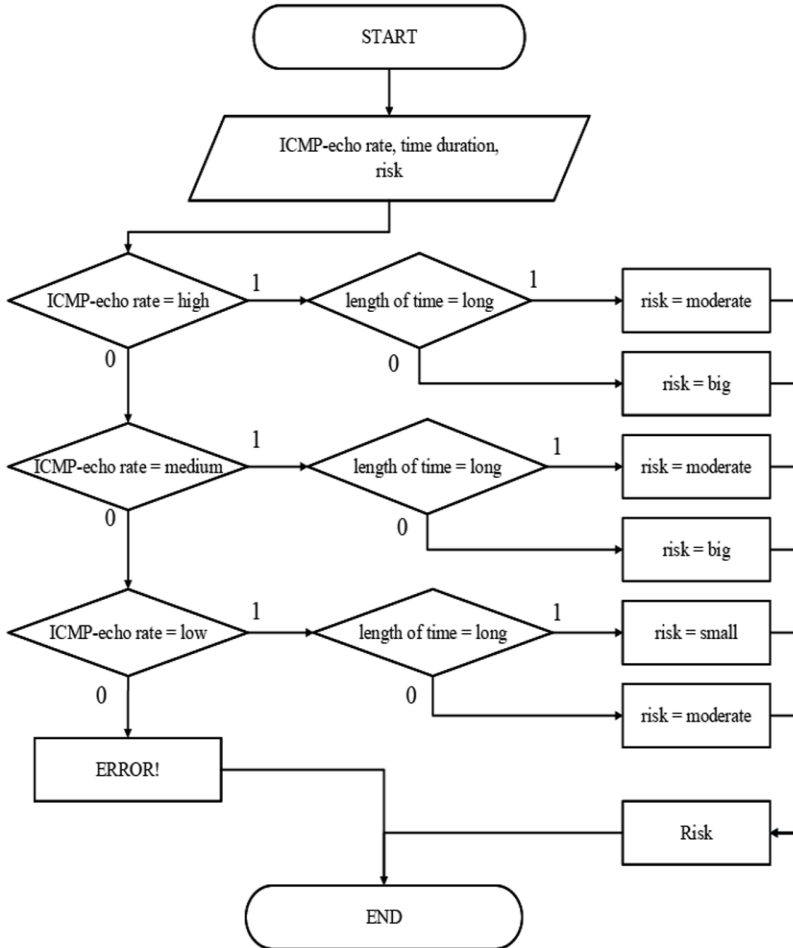 START
ICMP-echo rate, time duration,
risk
ICMP-echo rate = high
1
length of time = long
1
risk = moderate
0
0
risk = big
ICMP-echo rate = medium
1
length of time = long
1
risk = moderate
0
0
risk = big
ICMP-echo rate = low
1
length of time = long
1
risk = small
0
0
risk = moderate
ERROR!
Risk
END